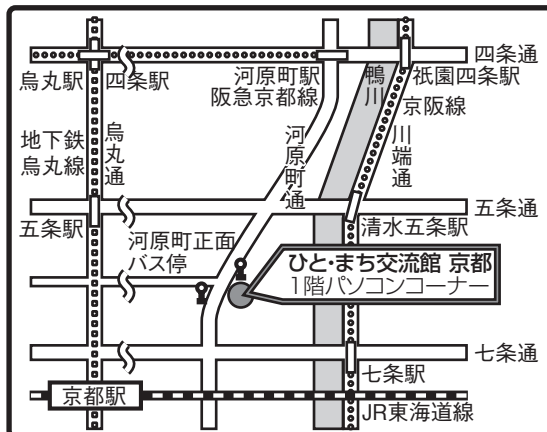 四条通
烏丸駅
四条駅
河原町駅
阪急京都線
鴨川
祇園四条駅
京阪線
川端通
地下鉄
烏丸線
烏丸通
河原町通
五条通
五条駅
清水五条駅
河原町正面
バス停
ひと・まち交流館 京都
1階パソコンコーナー
七条通
七条駅
京都駅
JR東海道線